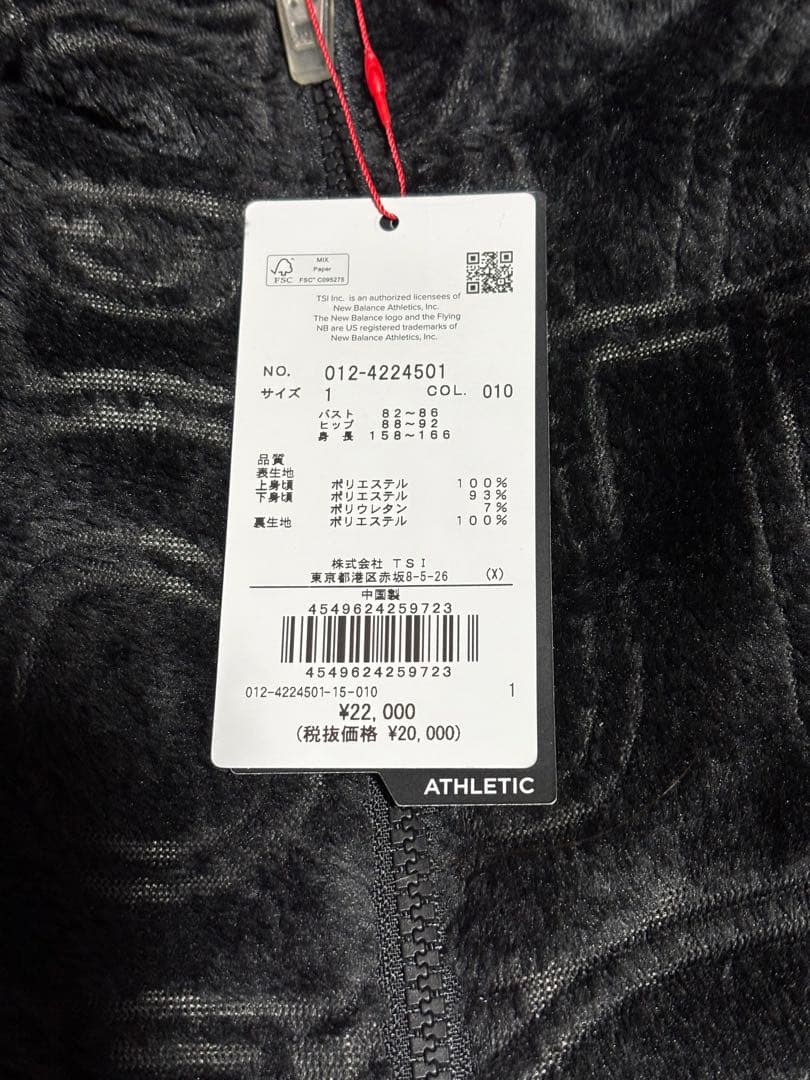 MIX
Paper
FSC
FSC® C095275
TSI Inc. is an authorized licensees of
New Balance Athletics, Inc.
The New Balance logo and the Flying
NB are US registered trademarks of
New Balance Athletics, Inc.
NO. 012-4224501
サイズ 1 COL. 010
バスト 82〜86
ヒップ 88〜92
身 長 158〜166
品質
表生地
上身頃 ポリエステル 100%
下身頃 ポリエステル 93%
ポリウレタン 7%
裏生地 ポリエステル 100%
株式会社 TSI
東京都港区赤坂8-5-26 (X)
中国製
4549624259723
4549624259723
012-4224501-15-010 1
¥22,000
(税抜価格 ¥20,000)
ATHLETIC